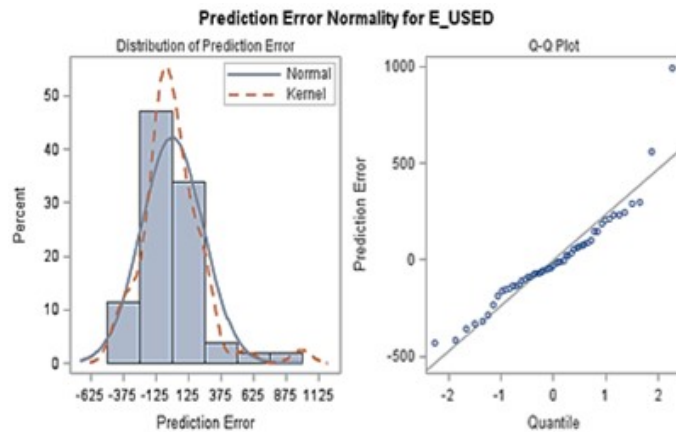 Prediction Error Normality for E_USED
Distribution of Prediction Error
Normal
Kernel
50
40
30
20
10
0
Percent
-625 -375 -125 125 375 625 875 1125
Prediction Error
Q-Q Plot
1000
500
0
-500
Prediction Error
-2 -1 0 1 2
Quantile